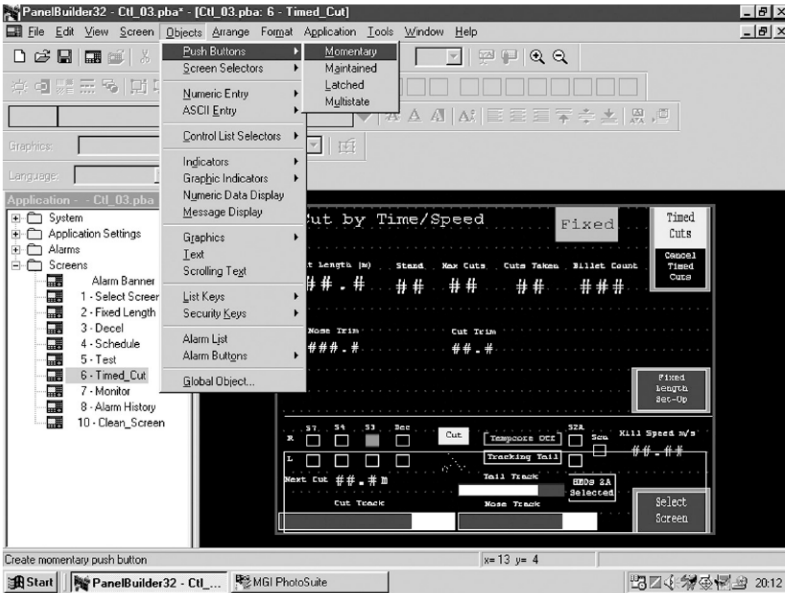 PanelBuilder32 - Ctl_03.pba* - [Ctl_03.pba: 6 - Timed_Cut]
File Edit View Screen Objects Arrange Format Application Tools Window Help
Push Buttons
Screen Selectors
Numeric Entry
ASCII Entry
Control List Selectors
Indicators
Graphic Indicators
Numeric Data Display
Message Display
Graphics
Text
Scrolling Text
List Keys
Security Keys
Alarm List
Alarm Buttons
Global Object...
Momentary
Maintained
Latched
Multistate
Graphics:
Language:
Application - - Ctl_03.pba
System
Application Settings
Alarms
Screens
Alarm Banner
1 - Select Screen
2 - Fixed Length
3 - Decel
4 - Schedule
5 - Test
6 - Timed_Cut
7 - Monitor
8 - Alarm History
10 - Clean_Screen
Cut by Time/Speed
Fixed
Timed Cuts
Cancel Timed Cuts
Length (m) Stand Max Cuts Cuts Taken Billet Count
##.# ## ## ## ###
Nose Trim Cut Trim
###.# ##.#
Fixed Length Set-Up
S7 S4 S3
R
Cut
Tempcore Off
S2A
Kill Speed m/s
##.##
L
Tracking Tail
Next Cut ##.# m
Tail Track
HMDs 2A Selected
Cut Track
Nose Track
Select Screen
Create momentary push button
x= 13 y= 4
Start
PanelBuilder32 - Ctl_...
MGI PhotoSuite
20:12